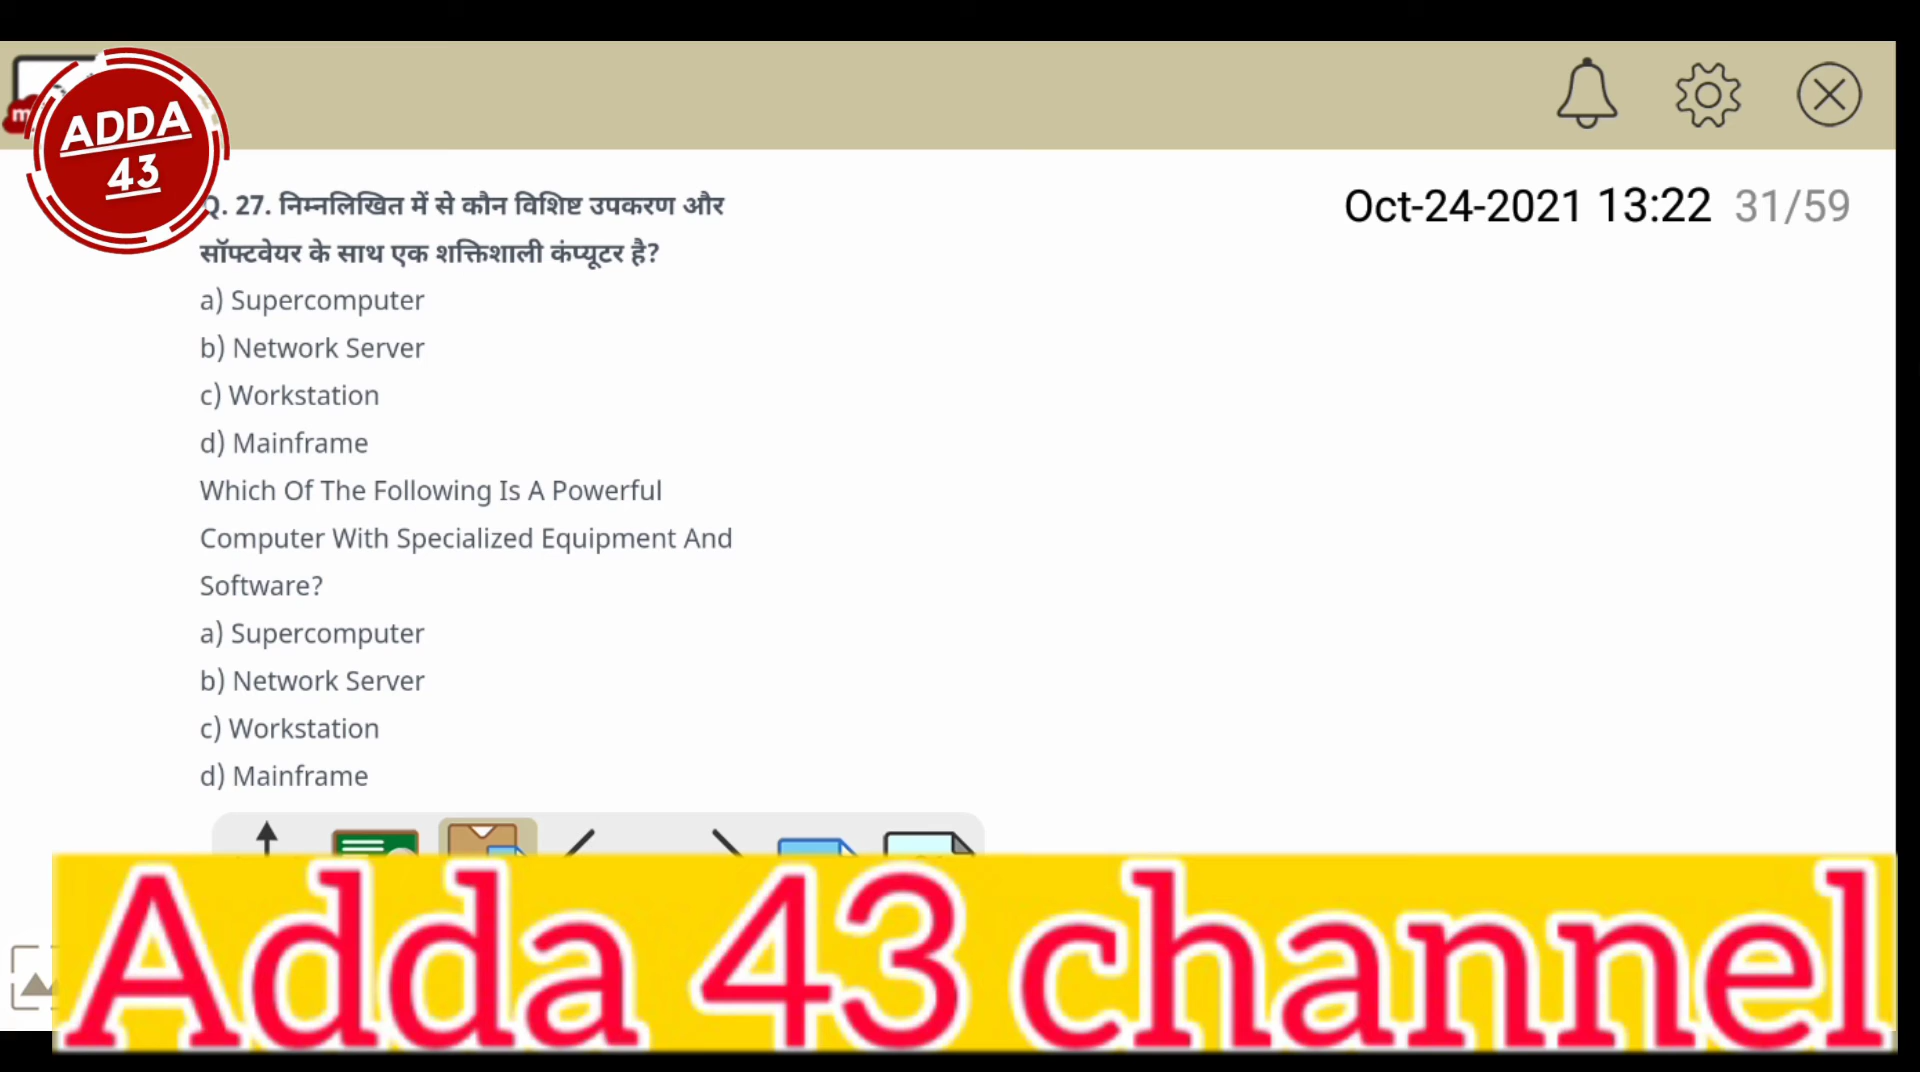 ADDA
43
Q. 27. निम्नलिखित में से कौन विशिष्ट उपकरण और
Oct-24-2021 13:22 31/59
सॉफ्टवेयर के साथ एक शक्तिशाली कंप्यूटर है?
a) Supercomputer
b) Network Server
c) Workstation
d) Mainframe
Which Of The Following Is A Powerful
Computer With Specialized Equipment And
Software?
a) Supercomputer
b) Network Server
c) Workstation
d) Mainframe
Adda 43 channel